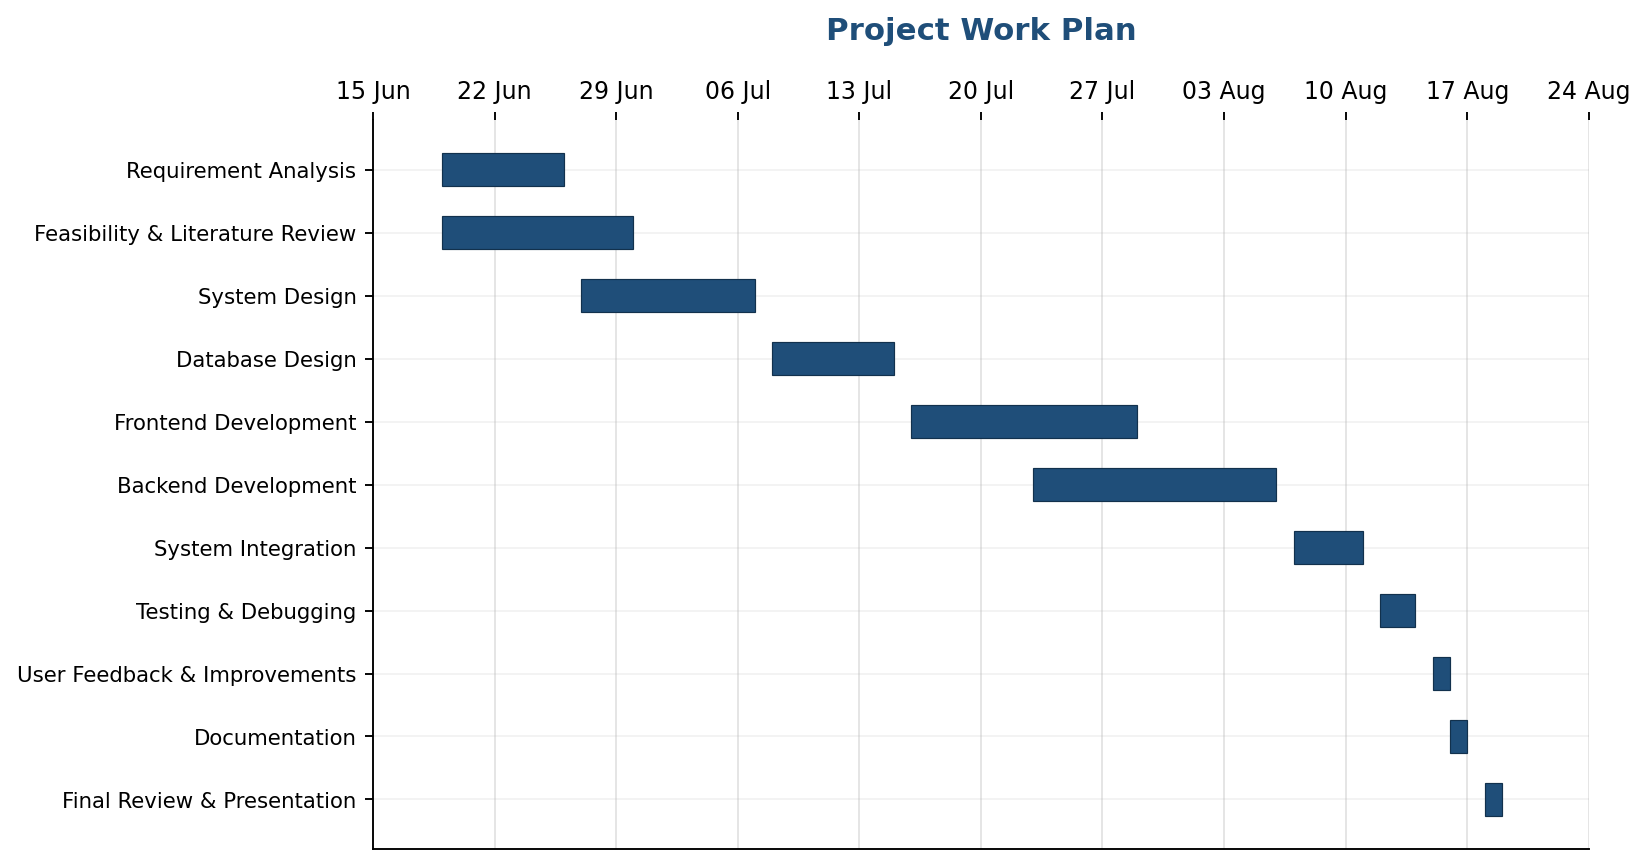 Project Work Plan
15 Jun 22 Jun 29 Jun 06 Jul 13 Jul 20 Jul 27 Jul 03 Aug 10 Aug 17 Aug 24 Aug
Requirement Analysis
Feasibility & Literature Review
System Design
Database Design
Frontend Development
Backend Development
System Integration
Testing & Debugging
User Feedback & Improvements
Documentation
Final Review & Presentation